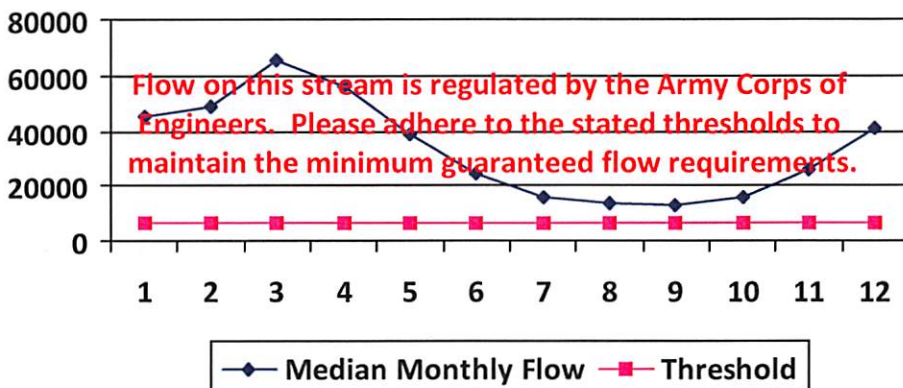 80000
60000
40000
20000
0
Flow on this stream is regulated by the Army Corps of
Engineers. Please adhere to the stated thresholds to
maintain the minimum guaranteed flow requirements.
1 2 3 4 5 6 7 8 9 10 11 12
Median Monthly Flow Threshold